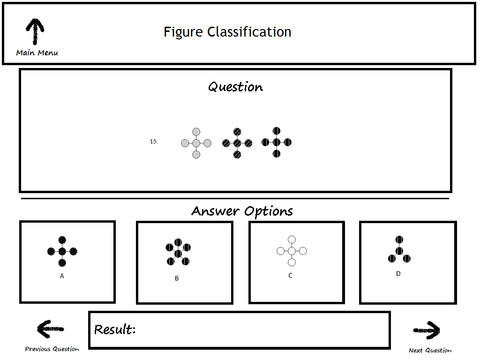 Figure Classification
Main Menu
Question
15.
Answer Options
A
B
C
D
Result:
Previous Question
Next Question